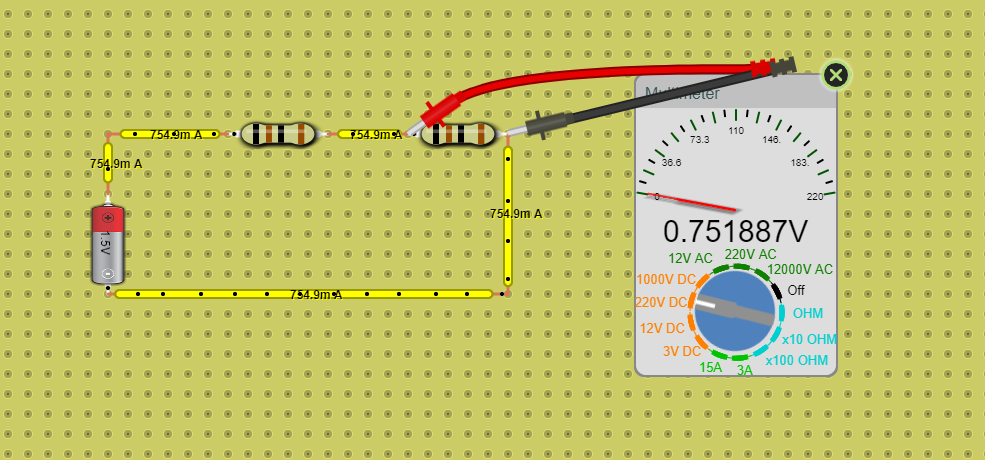 Multimeter
110
73.3
146.
36.6
183.
0
220
0.751887V
220V AC
12V AC
12000V AC
1000V DC
Off
220V DC
OHM
12V DC
x10 OHM
3V DC
x100 OHM
15A
3A
754.9m A
754.9m A
754.9m A
754.9m A
1.5V
754.9m A